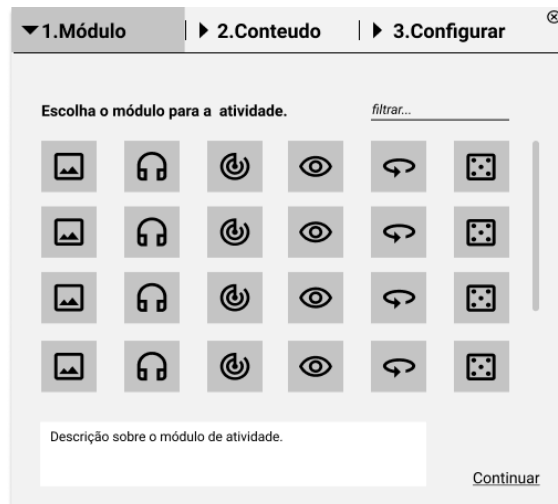 1.Módulo
2.Conteudo
3.Configurar
Escolha o módulo para a atividade.
filtrar...
Descrição sobre o módulo de atividade.
Continuar